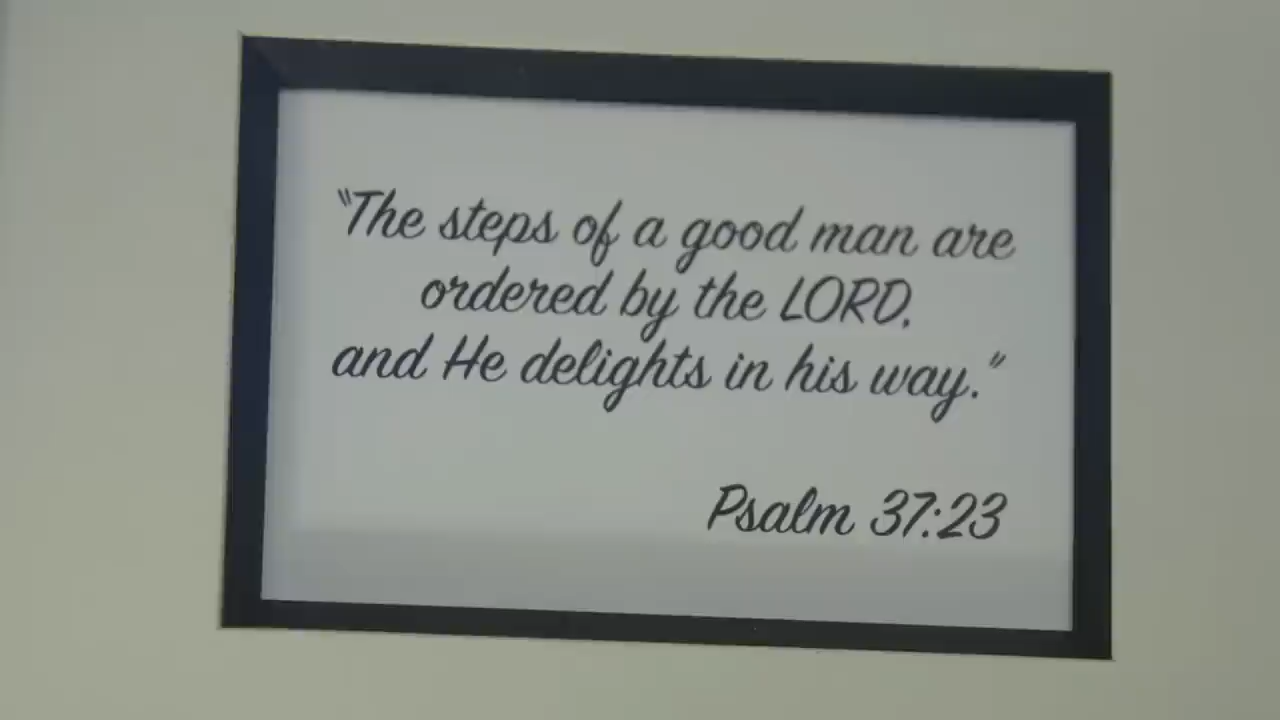 "The steps of a good man are
ordered by the LORD,
and He delights in his way."
Psalm 37:23